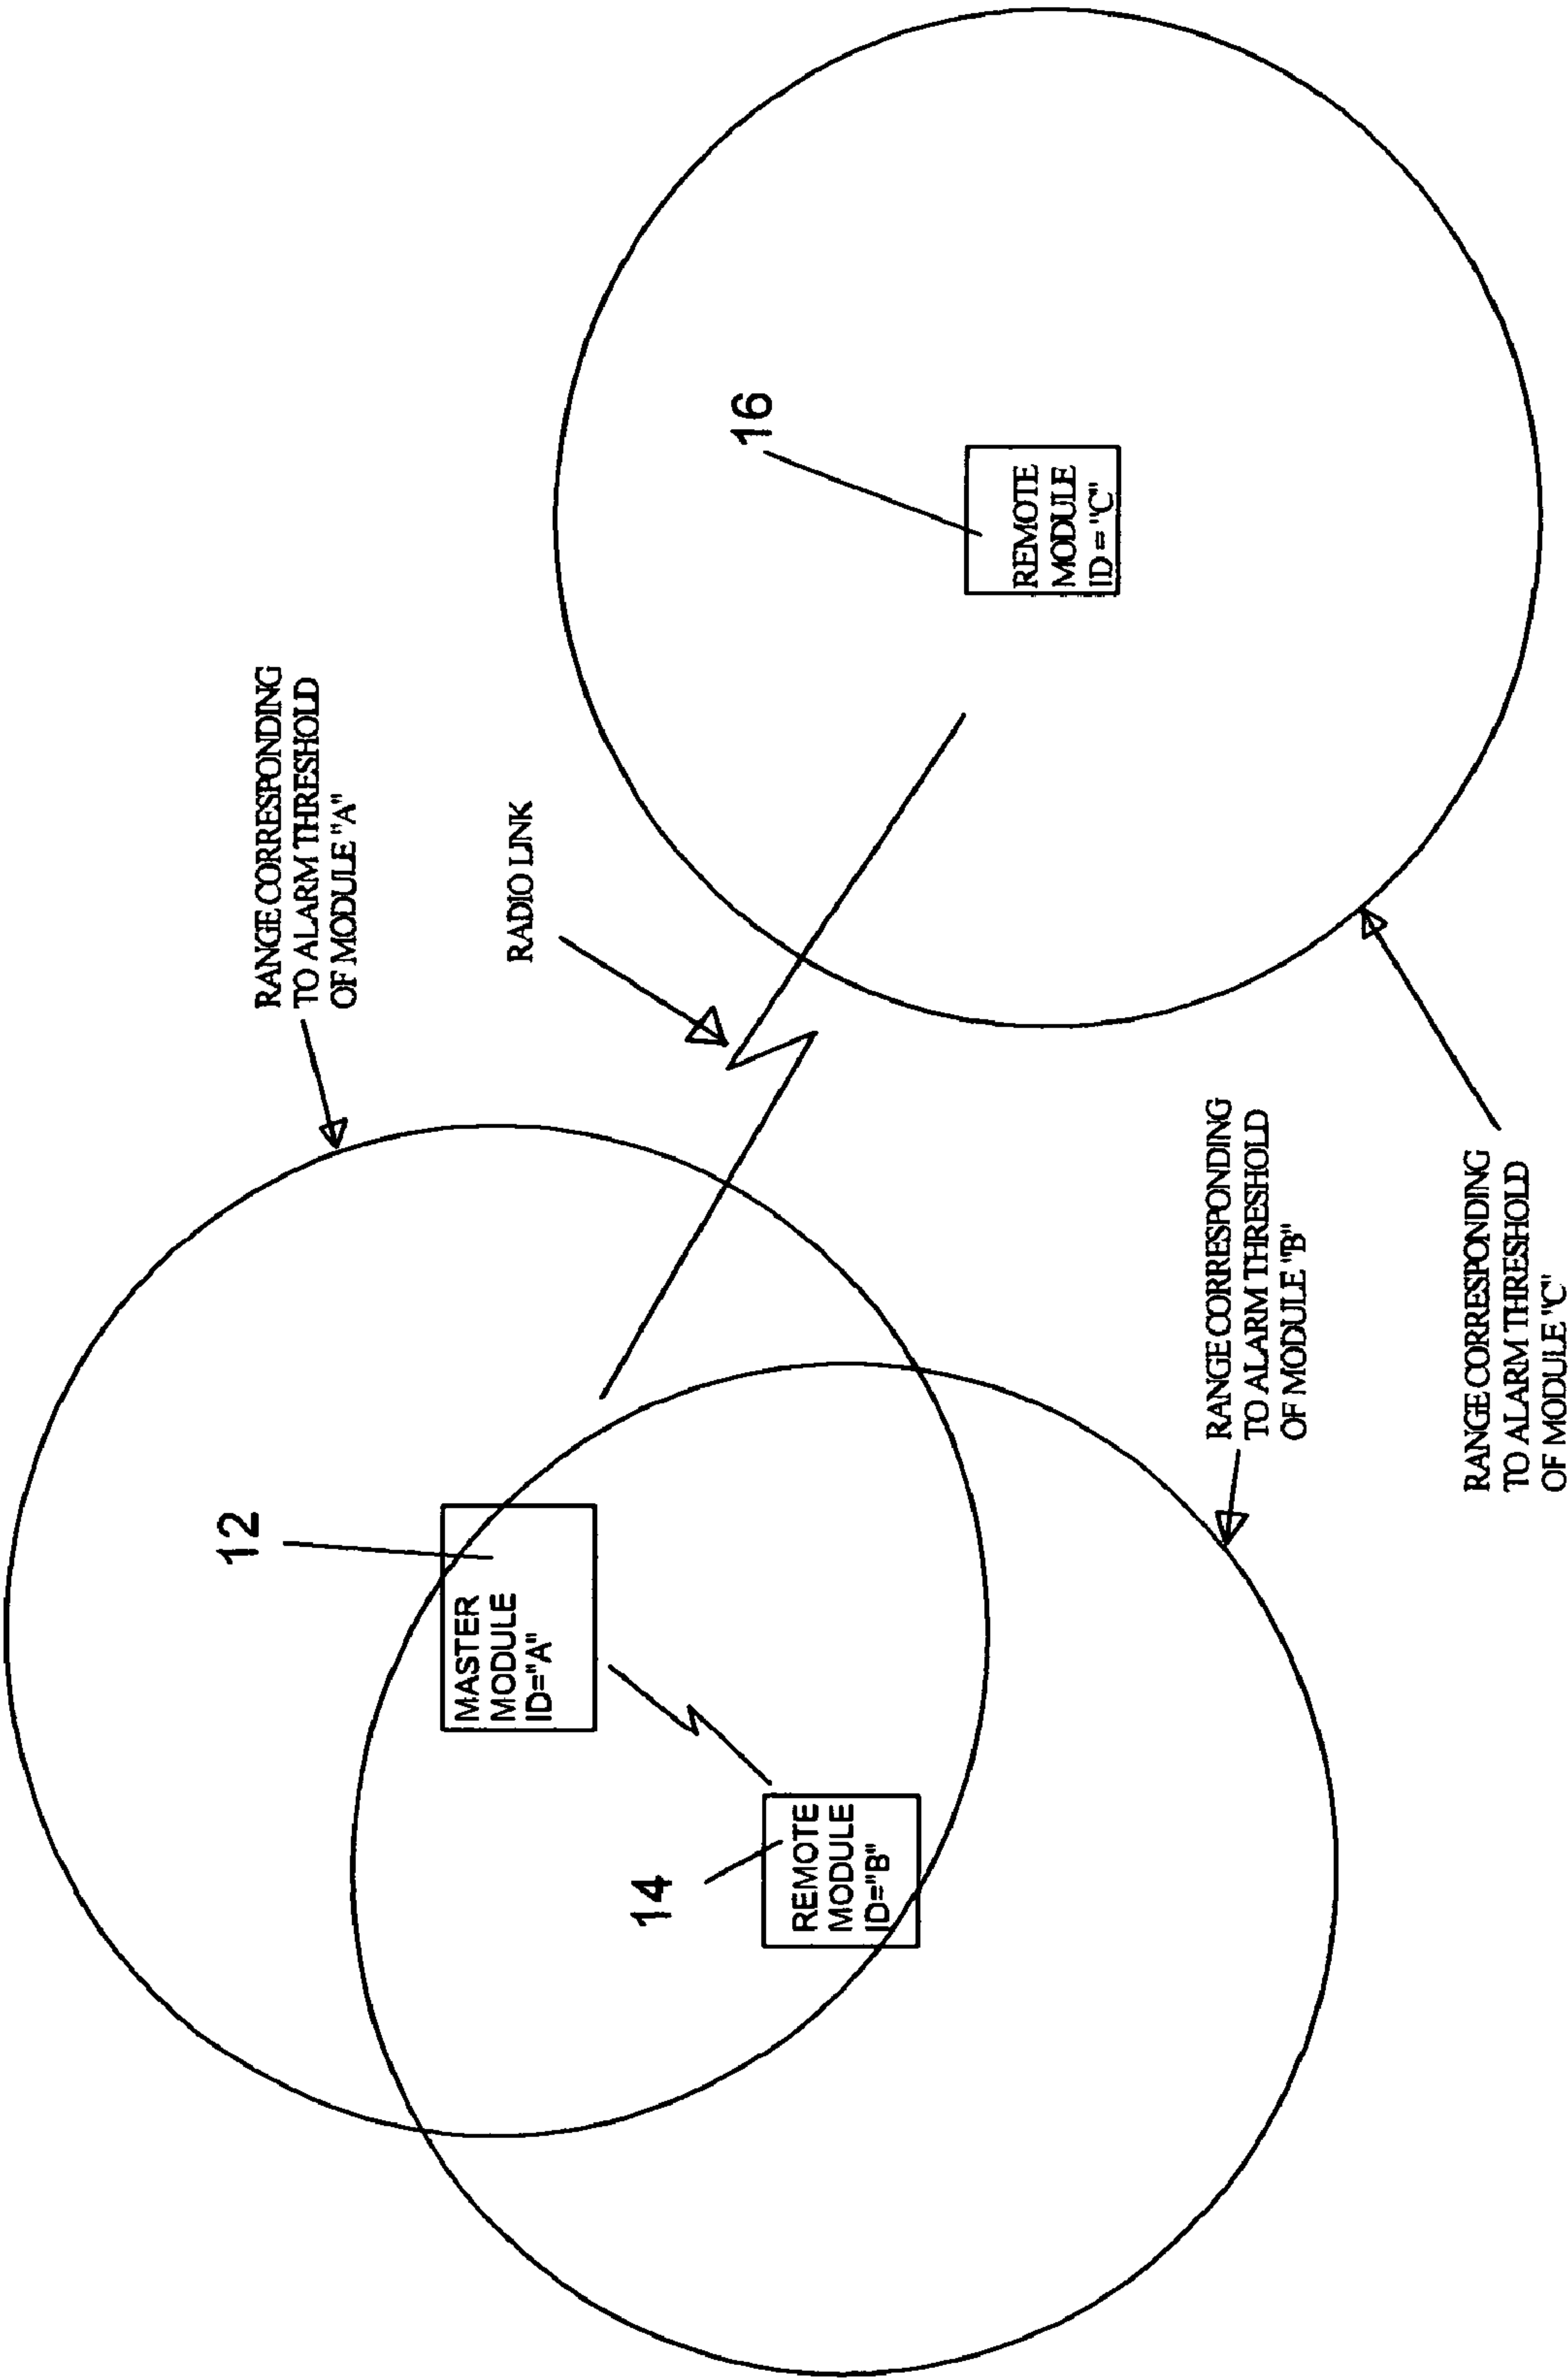 12
MASTER
MODULE
ID="A"
14
REMOTE
MODULE
ID="B"
RANGE CORRESPONDING
TO ALARM THRESHOLD
OF MODULE "A"
RADIO LINK
16
REMOTE
MODULE
ID = "C"
RANGE CORRESPONDING
TO ALARM THRESHOLD
OF MODULE "B"
RANGE CORRESPONDING
TO ALARM THRESHOLD
OF MODULE "C"